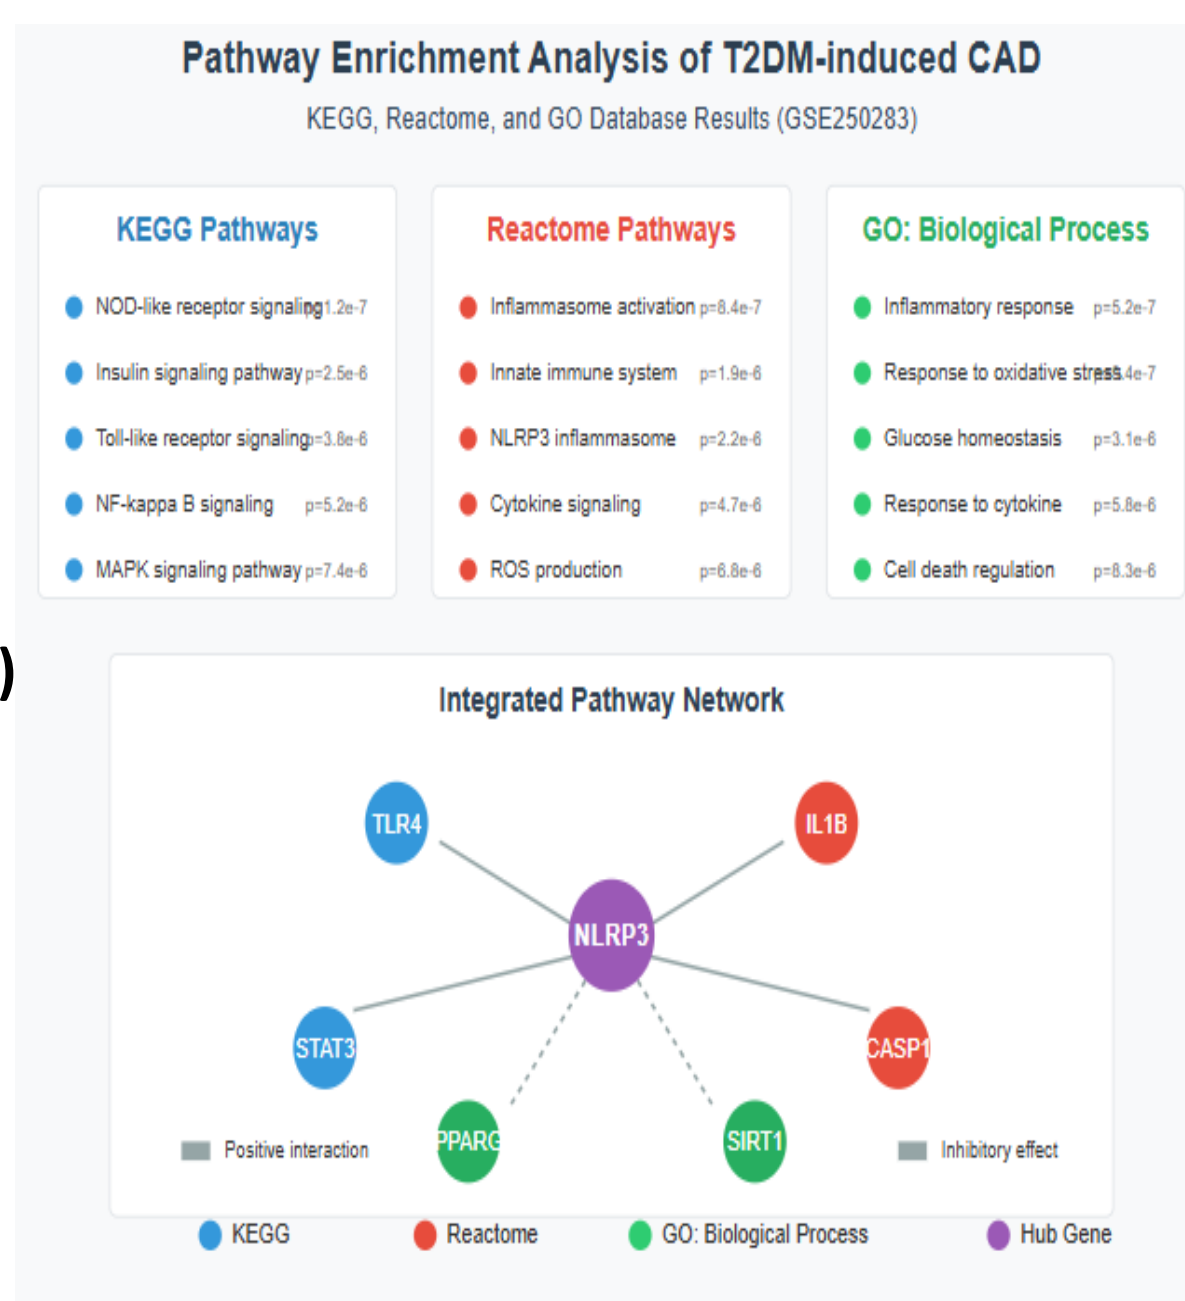 Pathway Enrichment Analysis of T2DM-induced CAD
KEGG, Reactome, and GO Database Results (GSE250283)
KEGG Pathways
NOD-like receptor signaling 1.2e-7
Insulin signaling pathway p=2.5e-6
Toll-like receptor signaling p=3.8e-6
NF-kappa B signaling p=5.2e-6
MAPK signaling pathway p=7.4e-6
Reactome Pathways
Inflammasome activation p=8.4e-7
Innate immune system p=1.9e-6
NLRP3 inflammasome p=2.2e-6
Cytokine signaling p=4.7e-6
ROS production p=6.8e-6
GO: Biological Process
Inflammatory response p=5.2e-7
Response to oxidative stress .4e-7
Glucose homeostasis p=3.1e-6
Response to cytokine p=5.8e-6
Cell death regulation p=8.3e-6
)
Integrated Pathway Network
TLR4
IL1B
NLRP3
STAT3
CASP1
PPARG
SIRT1
Positive interaction
Inhibitory effect
KEGG
Reactome
GO: Biological Process
Hub Gene